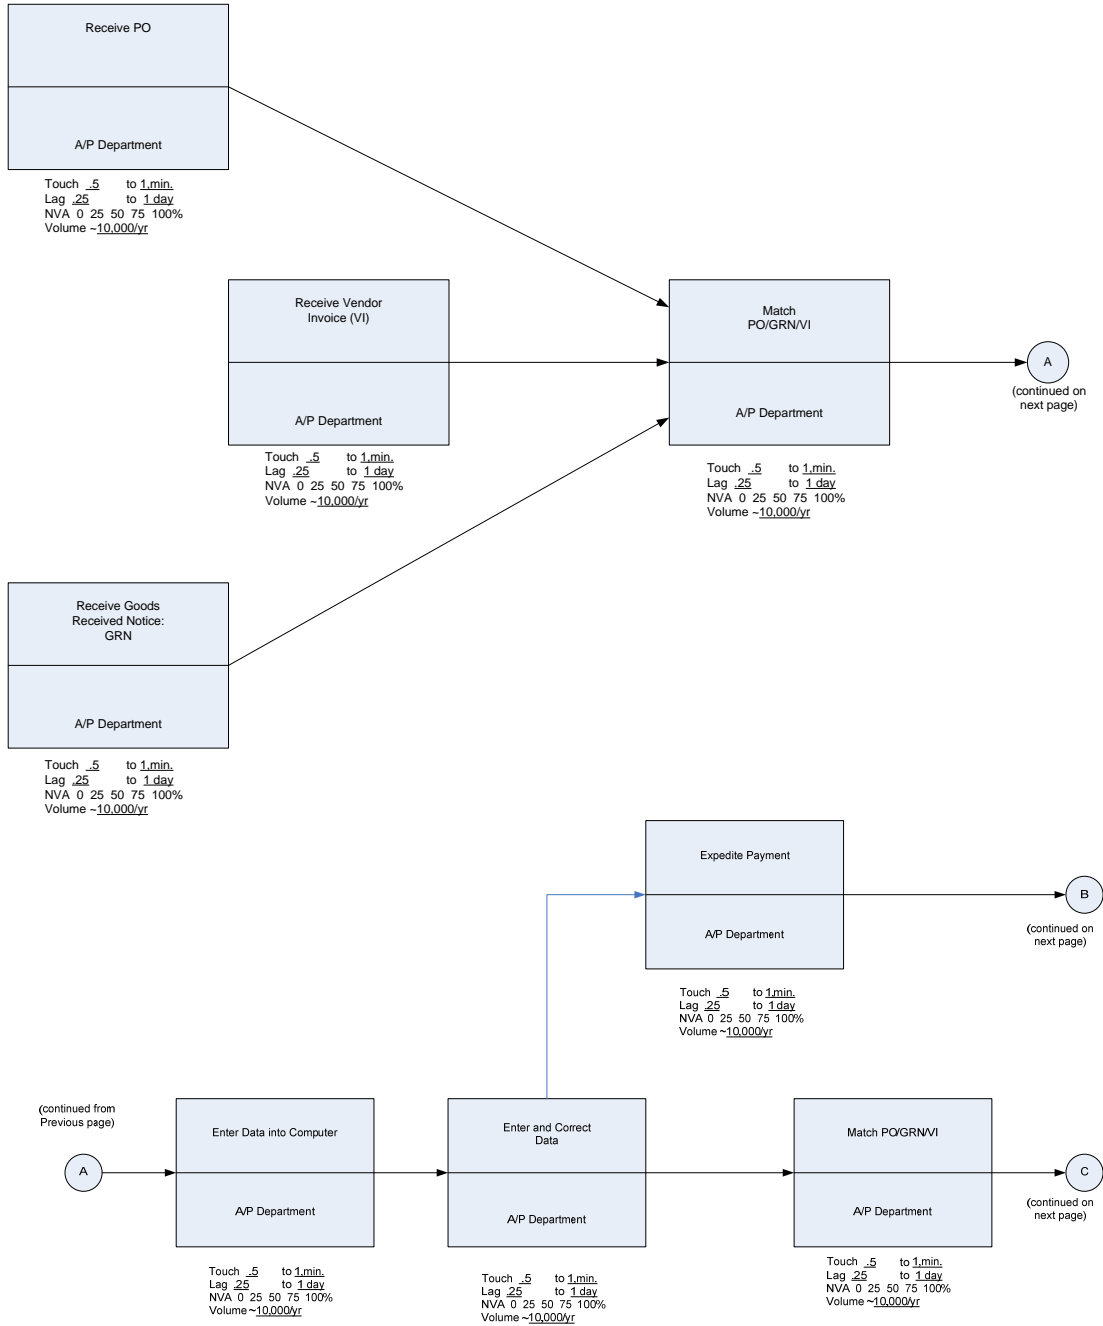 Receive PO
A/P Department
Touch .5 to 1.min.
Lag .25 to 1 day
NVA 0 25 50 75 100%
Volume ~10,000/yr
Receive Vendor
Invoice (VI)
A/P Department
Touch .5 to 1.min.
Lag .25 to 1 day
NVA 0 25 50 75 100%
Volume ~10,000/yr
Match
PO/GRN/VI
A/P Department
Touch .5 to 1.min.
Lag .25 to 1 day
NVA 0 25 50 75 100%
Volume ~10,000/yr
A
(continued on
next page)
Receive Goods
Received Notice:
GRN
A/P Department
Touch .5 to 1.min.
Lag .25 to 1 day
NVA 0 25 50 75 100%
Volume ~10,000/yr
Expedite Payment
A/P Department
Touch .5 to 1.min.
Lag .25 to 1 day
NVA 0 25 50 75 100%
Volume ~10,000/yr
B
(continued on
next page)
(continued from
Previous page)
A
Enter Data into Computer
A/P Department
Touch .5 to 1.min.
Lag .25 to 1 day
NVA 0 25 50 75 100%
Volume ~10,000/yr
Enter and Correct
Data
A/P Department
Touch .5 to 1.min.
Lag .25 to 1 day
NVA 0 25 50 75 100%
Volume ~10,000/yr
Match PO/GRN/VI
A/P Department
Touch .5 to 1.min.
Lag .25 to 1 day
NVA 0 25 50 75 100%
Volume ~10,000/yr
C
(continued on
next page)